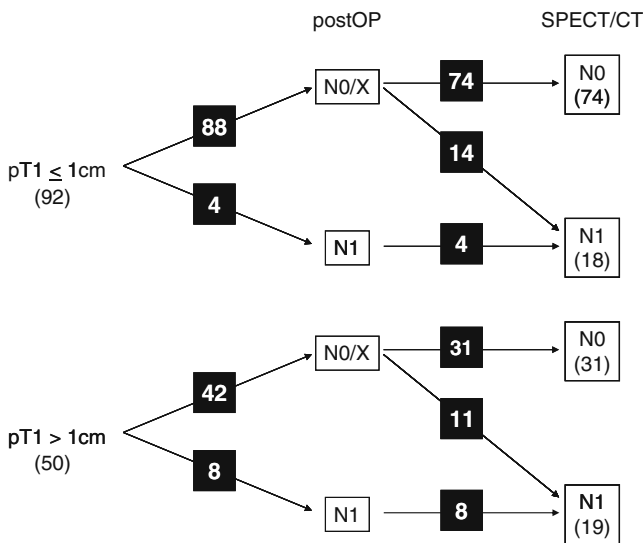 postOP SPECT/CT
N0/X 74 N0
(74)
88
14
pT1 ≤ 1cm
(92)
4
N1 4 N1
(18)
N0/X 31 N0
(31)
42
11
pT1 > 1cm
(50)
8
N1 8 N1
(19)